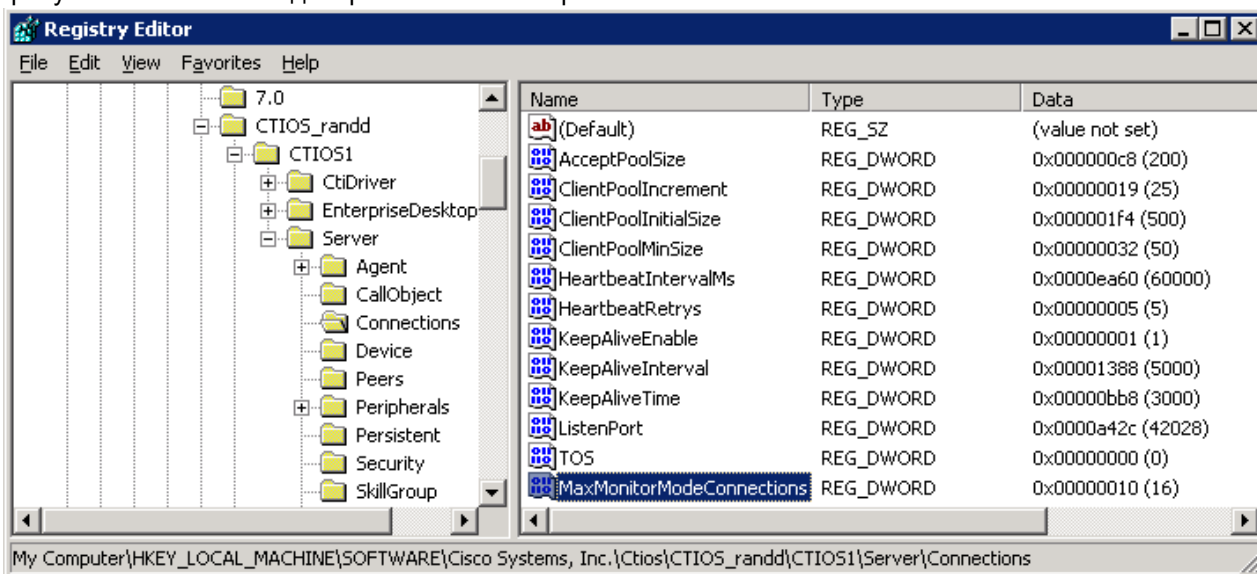 Registry Editor
File Edit View Favorites Help
7.0
CTIOS_randd
CTIOS1
CtiDriver
EnterpriseDesktop
Server
Agent
CallObject
Connections
Device
Peers
Peripherals
Persistent
Security
SkillGroup
Name Type Data
(Default) REG_SZ (value not set)
AcceptPoolSize REG_DWORD 0x000000c8 (200)
ClientPoolIncrement REG_DWORD 0x00000019 (25)
ClientPoolInitialSize REG_DWORD 0x000001f4 (500)
ClientPoolMinSize REG_DWORD 0x00000032 (50)
HeartbeatIntervalMs REG_DWORD 0x0000ea60 (60000)
HeartbeatRetrys REG_DWORD 0x00000005 (5)
KeepAliveEnable REG_DWORD 0x00000001 (1)
KeepAliveInterval REG_DWORD 0x00001388 (5000)
KeepAliveTime REG_DWORD 0x00000bb8 (3000)
ListenPort REG_DWORD 0x0000a42c (42028)
TOS REG_DWORD 0x00000000 (0)
MaxMonitorModeConnections REG_DWORD 0x00000010 (16)
My Computer\HKEY_LOCAL_MACHINE\SOFTWARE\Cisco Systems, Inc.\Ctios\CTIOS_randd\CTIOS1\Server\Connections